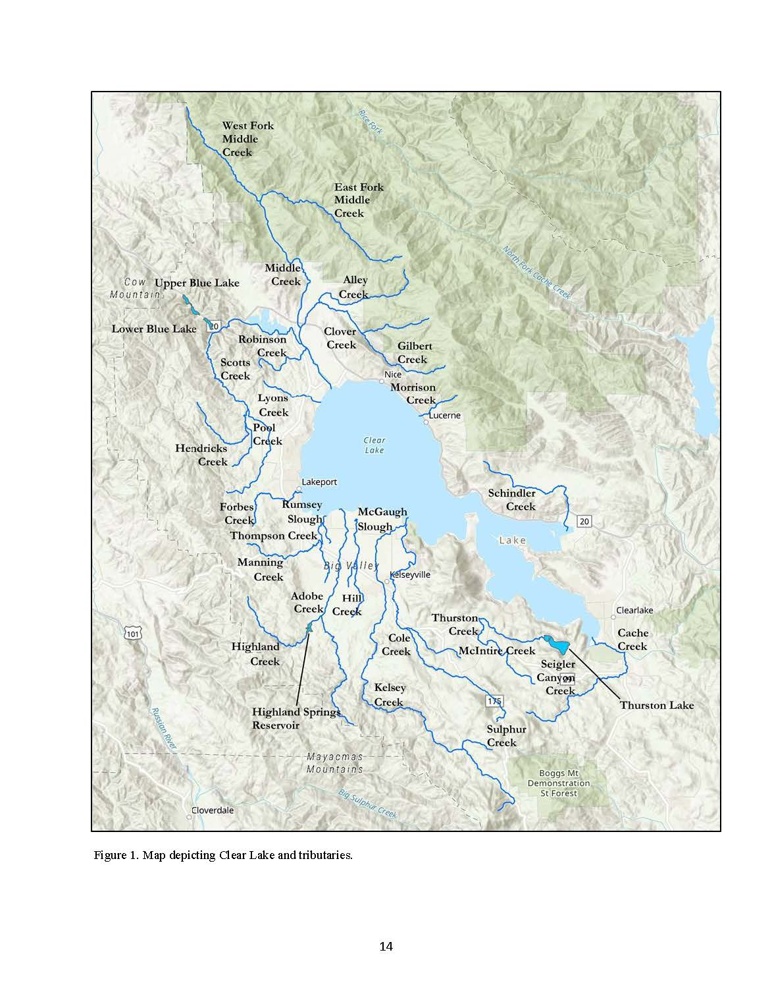 West Fork
Middle
Creek
Rice Fork
East Fork
Middle
Creek
North Fork Cache Creek
Middle
Creek
Alley
Creek
Cow
Mountain
Upper Blue Lake
Lower Blue Lake
20
Robinson
Creek
Clover
Creek
Gilbert
Creek
Scotts
Creek
Nice
Morrison
Creek
Lyons
Creek
Lucerne
Pool
Creek
Clear
Lake
Hendricks
Creek
Lakeport
Schindler
Creek
Forbes
Creek
Rumsey
Slough
McGaugh
Slough
20
Thompson Creek
Lake
Manning
Creek
Big Valley
Kelseyville
Adobe
Creek
Hill
Creek
Clearlake
Thurston
Creek
101
Cache
Creek
Highland
Creek
Cole
Creek
McIntire Creek
Seigler
Canyon
Creek
29
Kelsey
Creek
175
Thurston Lake
Highland Springs
Reservoir
Russian River
Sulphur
Creek
Mayacmas
Mountains
Boggs Mt
Demonstration
St Forest
Big Sulphur Creek
Cloverdale
Figure 1. Map depicting Clear Lake and tributaries.
14